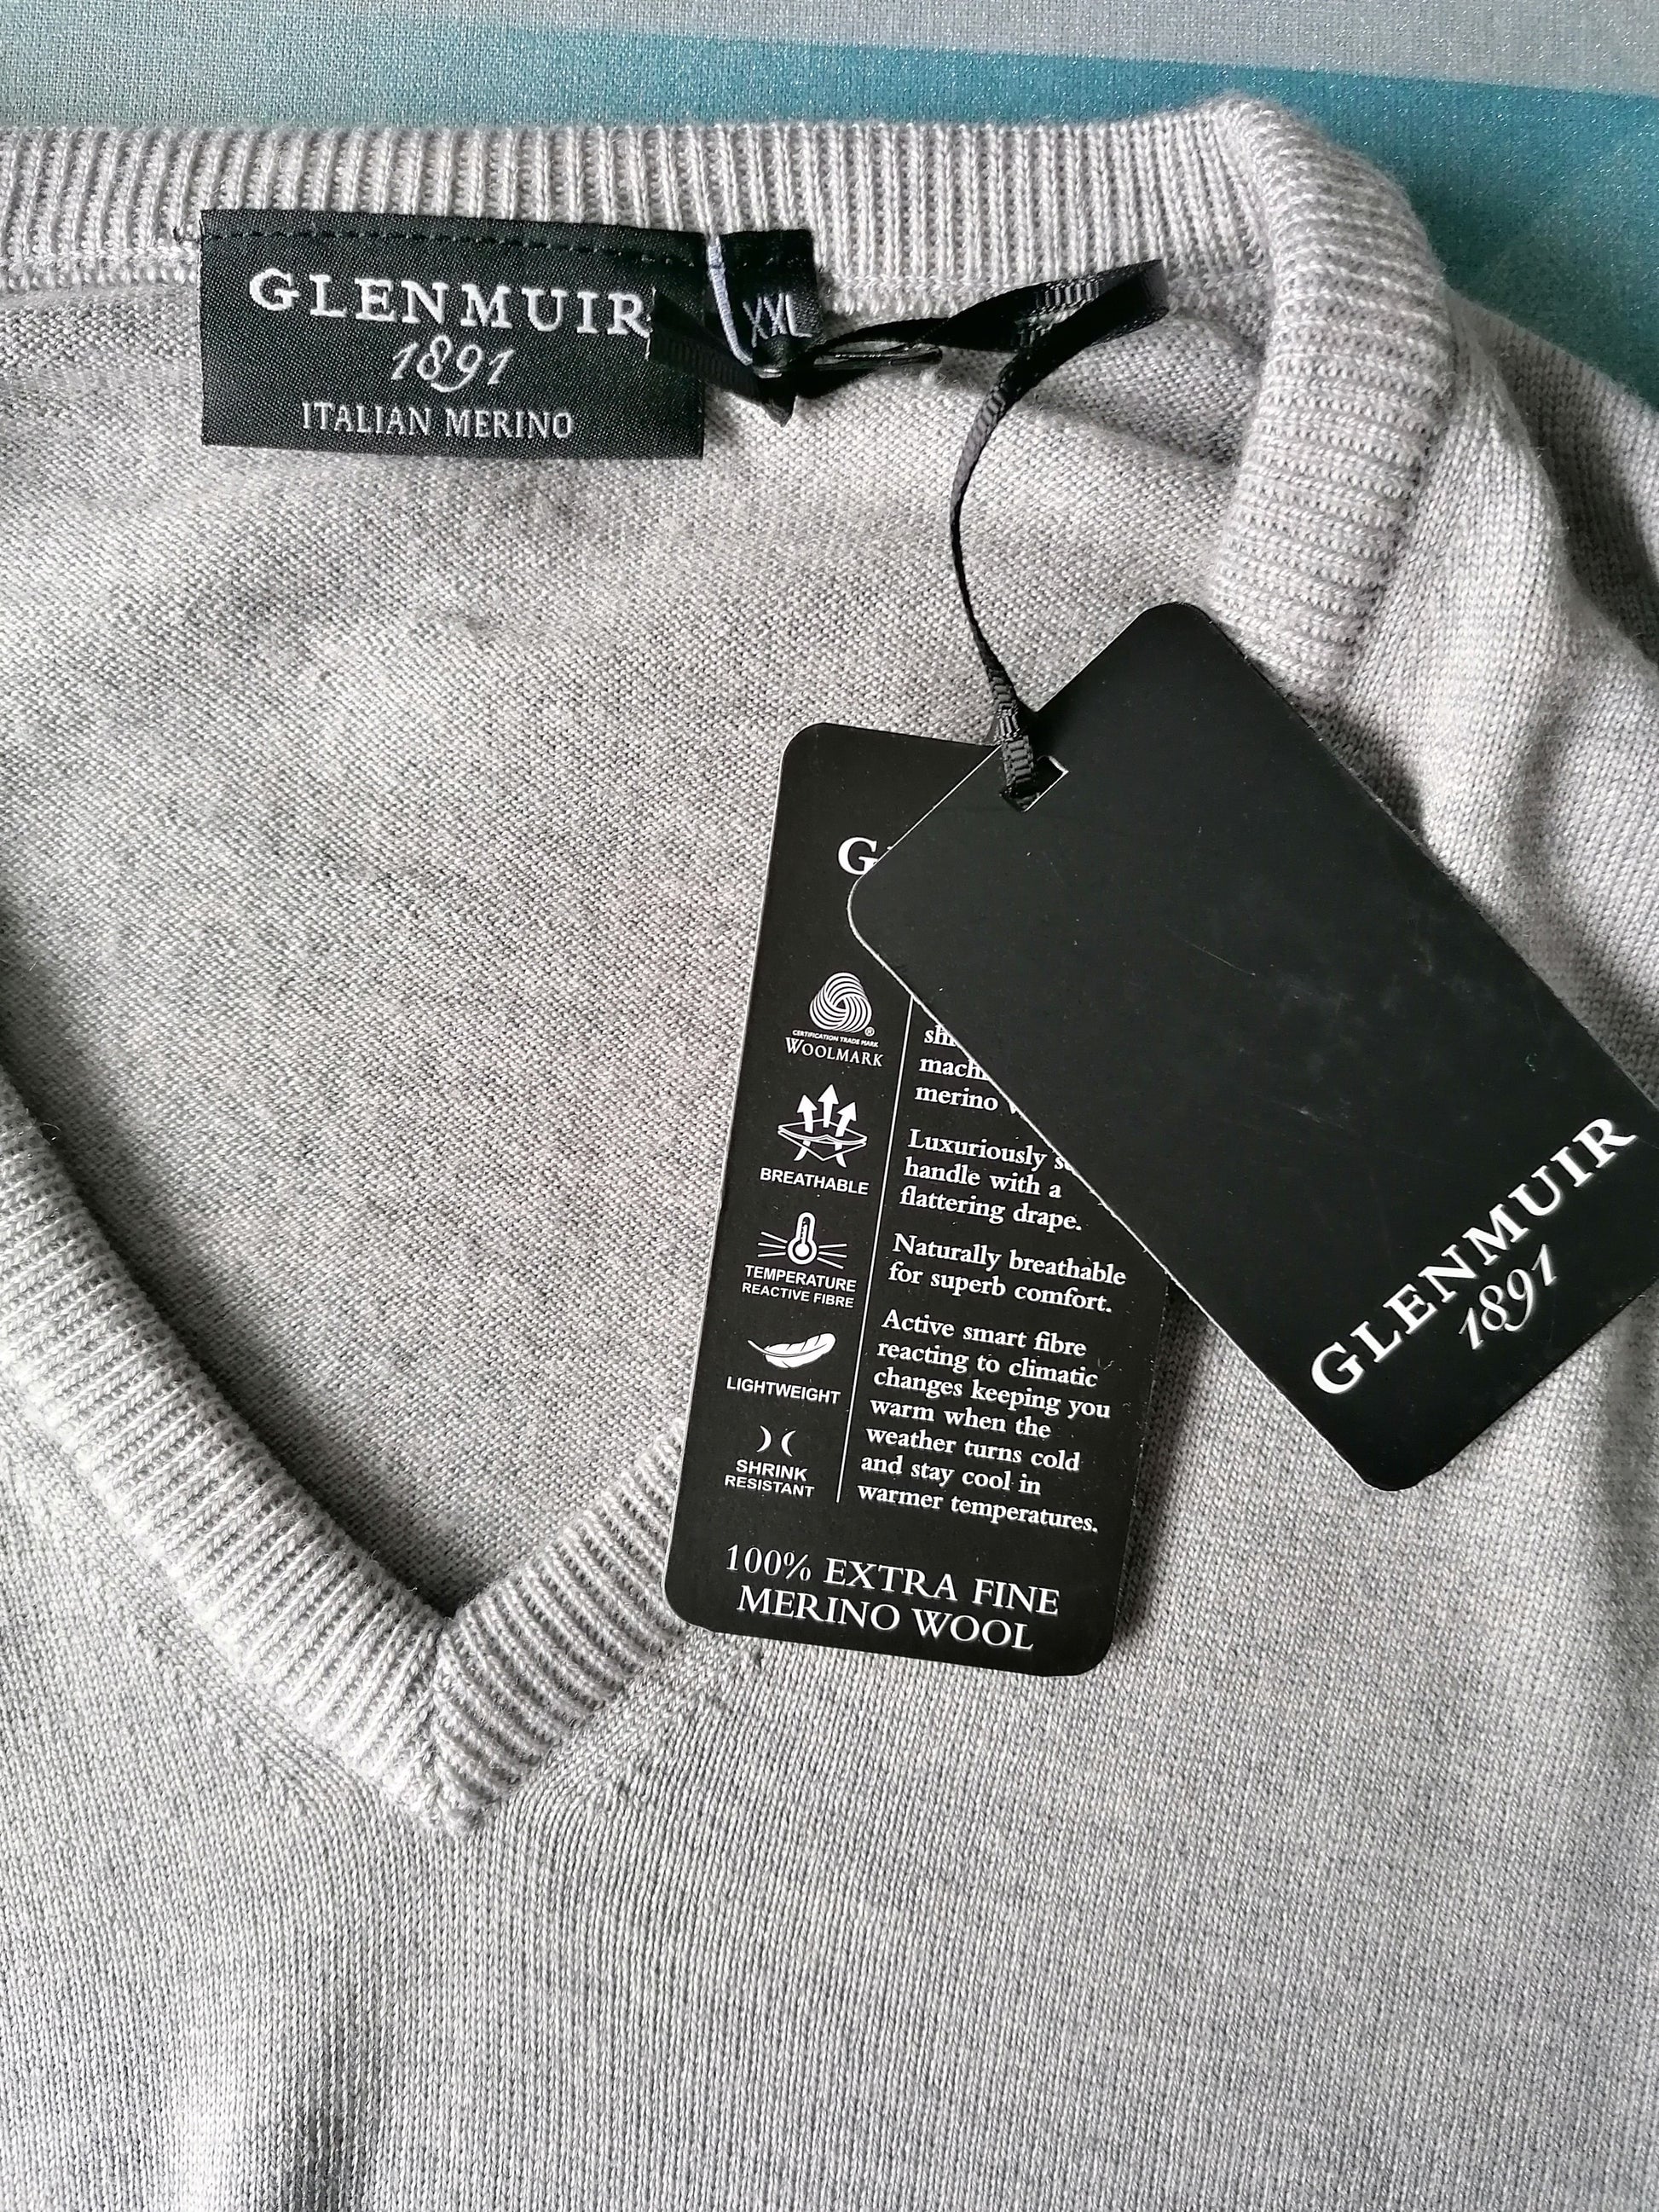 GLENMUIR
1891
ITALIAN MERINO
XXL
WOOLMARK
CERTIFICATION TRADE MARK
merino
BREATHABLE
Luxuriously
handle with a
flattering drape.
TEMPERATURE
REACTIVE FIBRE
Naturally breathable
for superb comfort.
LIGHTWEIGHT
SHRINK
RESISTANT
Active smart fibre
reacting to climatic
changes keeping you
warm when the
weather turns cold
and stay cool in
warmer temperatures.
100% EXTRA FINE
MERINO WOOL
GLENMUIR
1891